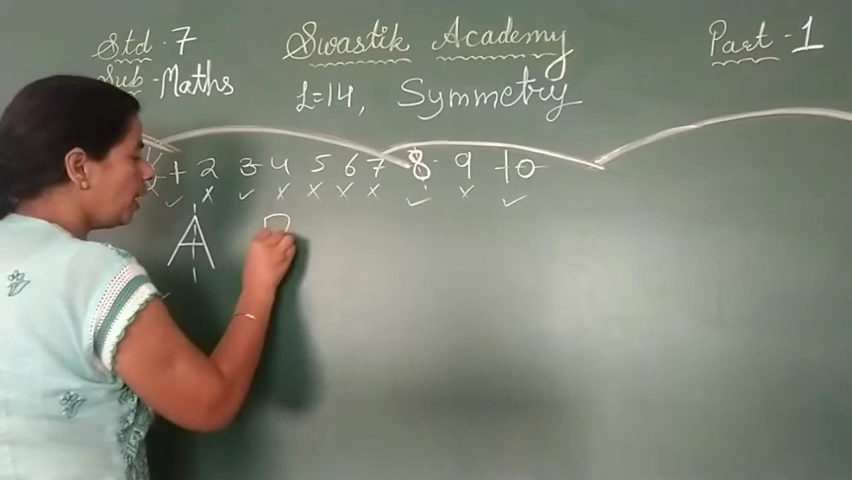 Std. 7 Swastik Academy Part - 1
Sub - Maths L=14, Symmetry
1 2 3 4 5 6 7 8 9 10
✓ × ✓ × × × × ✓ × ✓
A